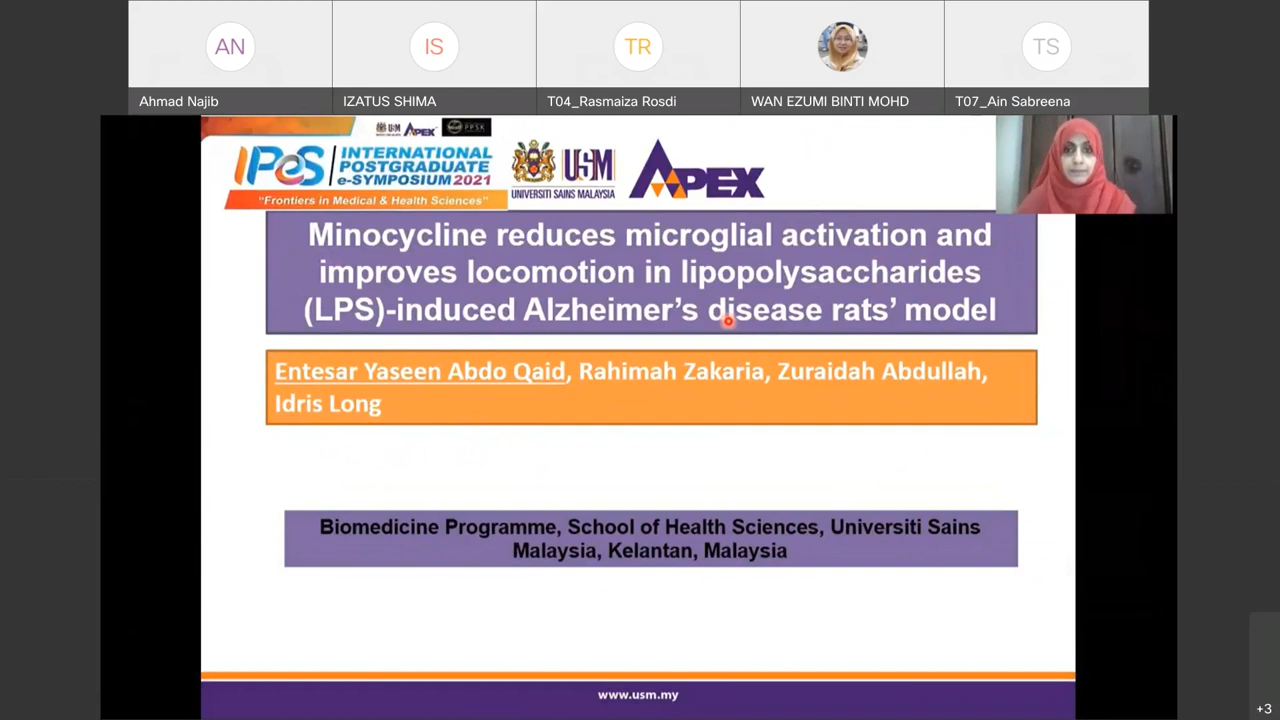 AN
IS
TR
TS
Ahmad Najib
IZATUS SHIMA
T04_Rasmaiza Rosdi
WAN EZUMI BINTI MOHD
T07_Ain Sabreena
USM
APEX
PPSK
IPeS
INTERNATIONAL
POSTGRADUATE
e-SYMPOSIUM 2021
"Frontiers in Medical & Health Sciences"
USM
UNIVERSITI SAINS MALAYSIA
APEX
Minocycline reduces microglial activation and
improves locomotion in lipopolysaccharides
(LPS)-induced Alzheimer's disease rats' model
Entesar Yaseen Abdo Qaid, Rahimah Zakaria, Zuraidah Abdullah,
Idris Long
Biomedicine Programme, School of Health Sciences, Universiti Sains
Malaysia, Kelantan, Malaysia
www.usm.my
+3